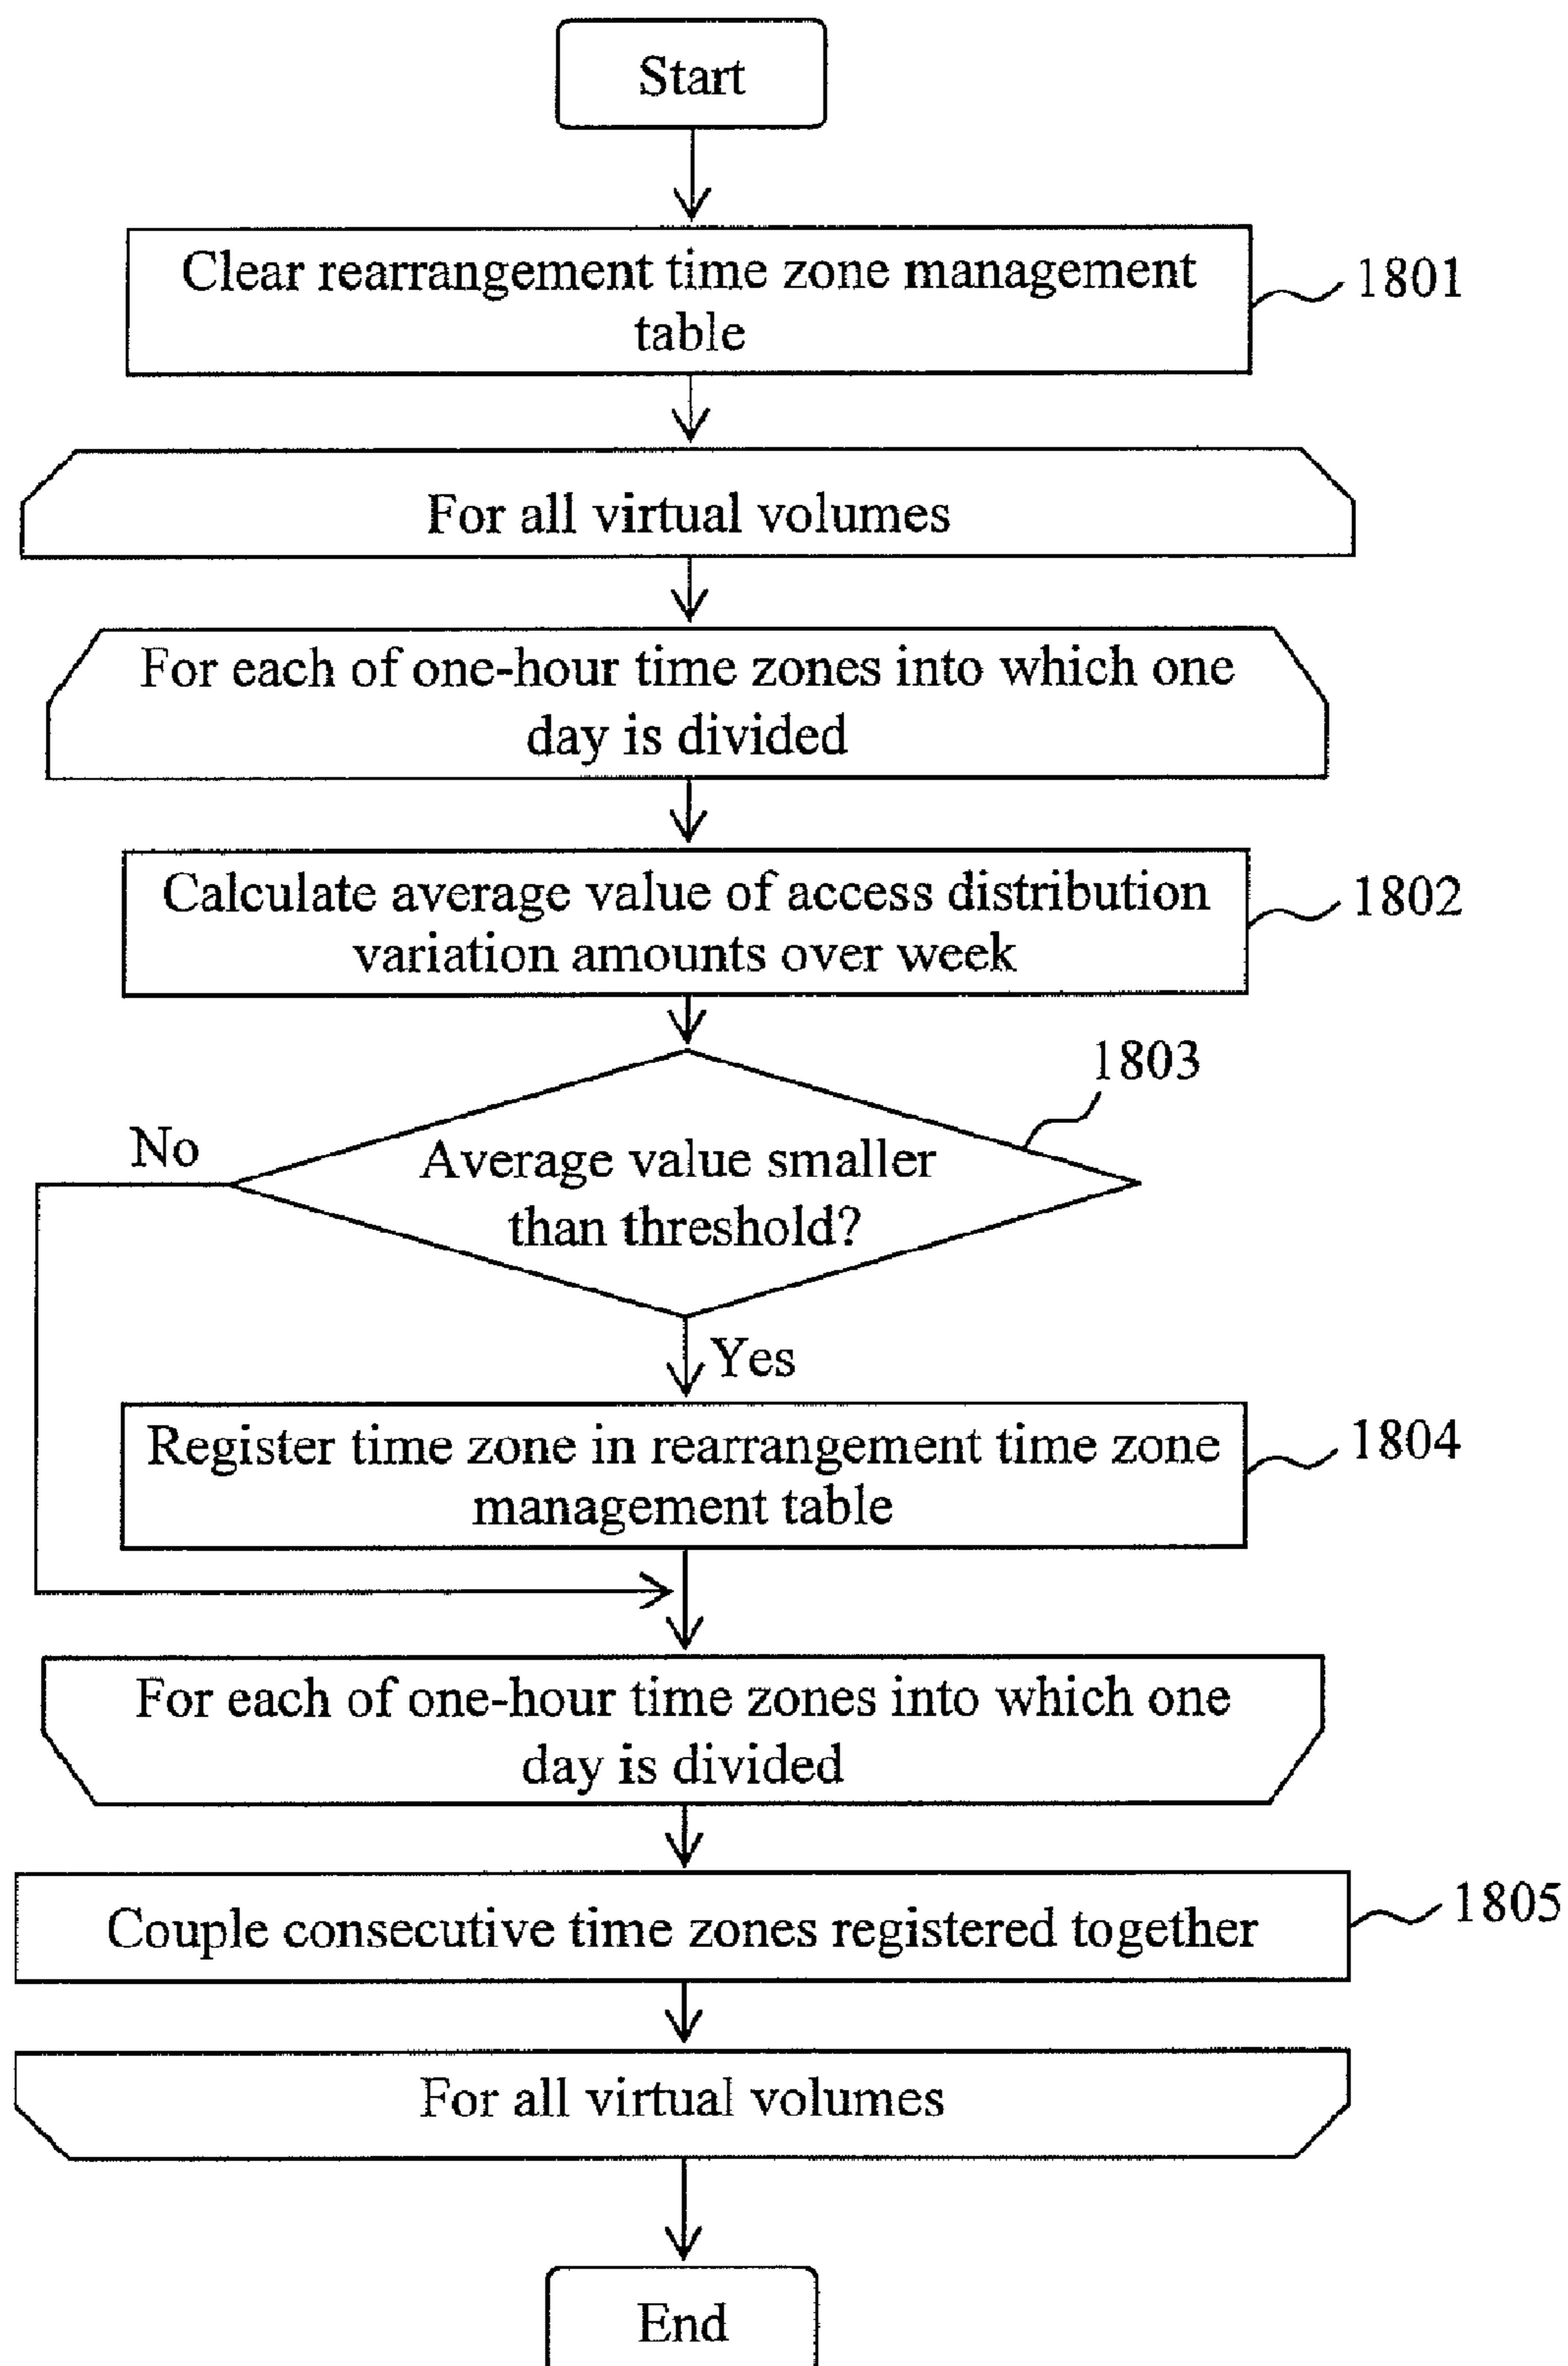 Start
Clear rearrangement time zone management
table
1801
For all virtual volumes
For each of one-hour time zones into which one
day is divided
Calculate average value of access distribution
variation amounts over week
1802
1803
No
Average value smaller
than threshold?
Yes
Register time zone in rearrangement time zone
management table
1804
For each of one-hour time zones into which one
day is divided
Couple consecutive time zones registered together
1805
For all virtual volumes
End